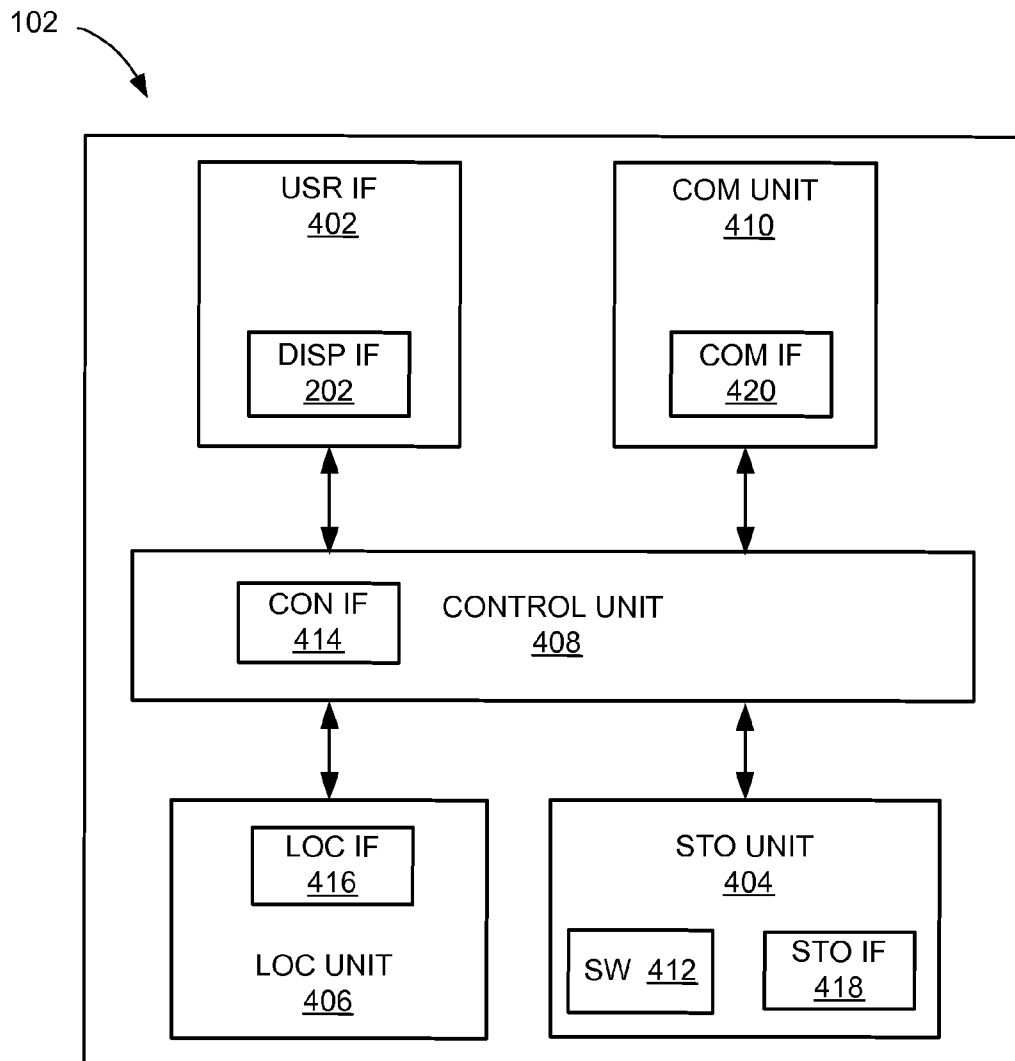 102
USR IF
402
DISP IF
202
COM UNIT
410
COM IF
420
CON IF
414
CONTROL UNIT
408
LOC IF
416
LOC UNIT
406
STO UNIT
404
SW 412
STO IF
418